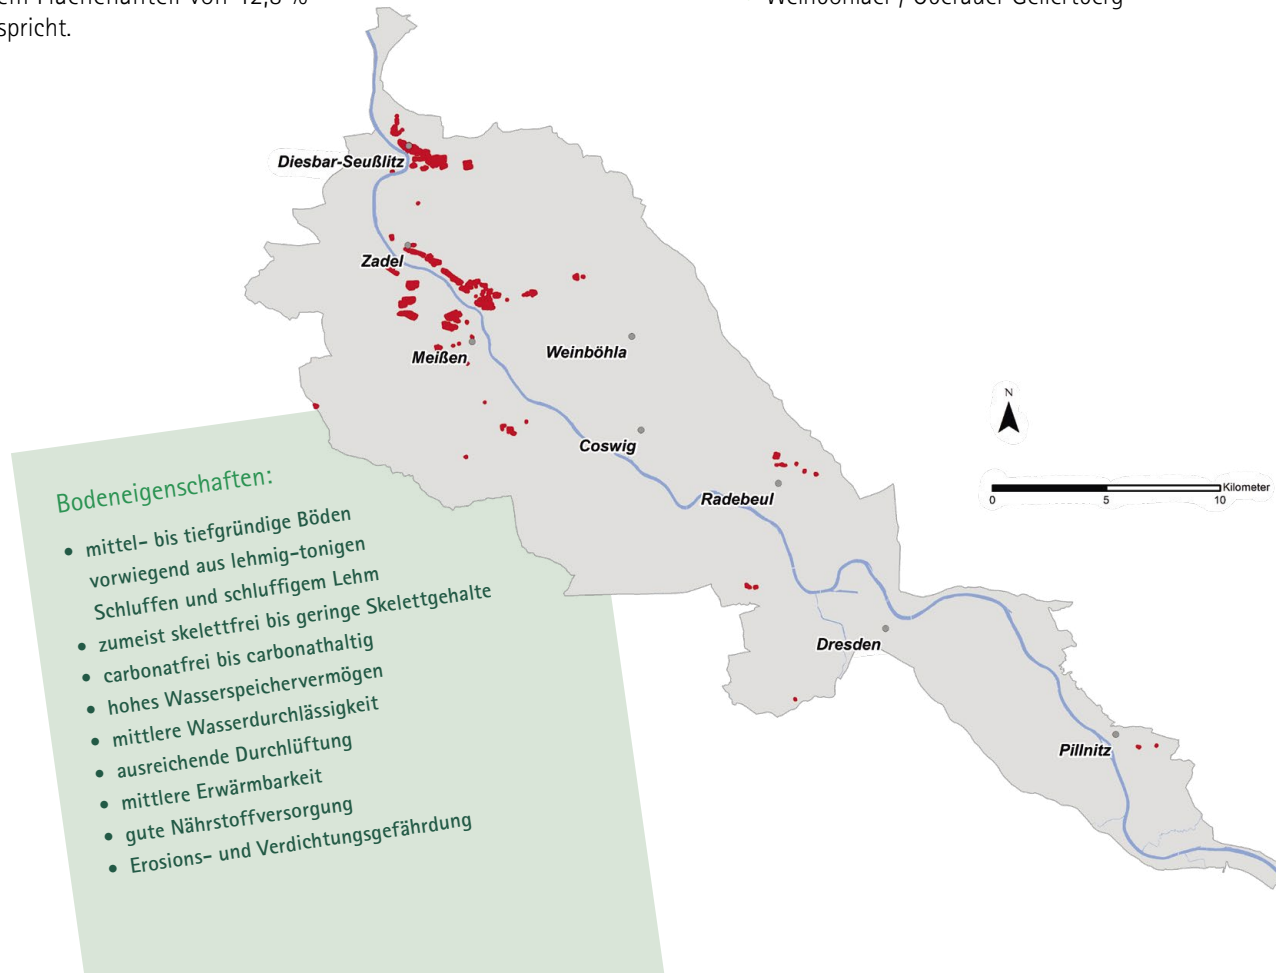 spricht.
Diesbar-Seußlitz
Zadel
Meißen
Weinböhla
Coswig
Radebeul
Dresden
Pillnitz
N
Kilometer
0 5 10
Bodeneigenschaften:
• mittel- bis tiefgründige Böden
vorwiegend aus lehmig-tonigen
Schluffen und schluffigem Lehm
• zumeist skelettfrei bis geringe Skelettgehalte
• carbonatfrei bis carbonathaltig
• hohes Wasserspeichervermögen
• mittlere Wasserdurchlässigkeit
• ausreichende Durchlüftung
• mittlere Erwärmbarkeit
• gute Nährstoffversorgung
• Erosions- und Verdichtungsgefährdung